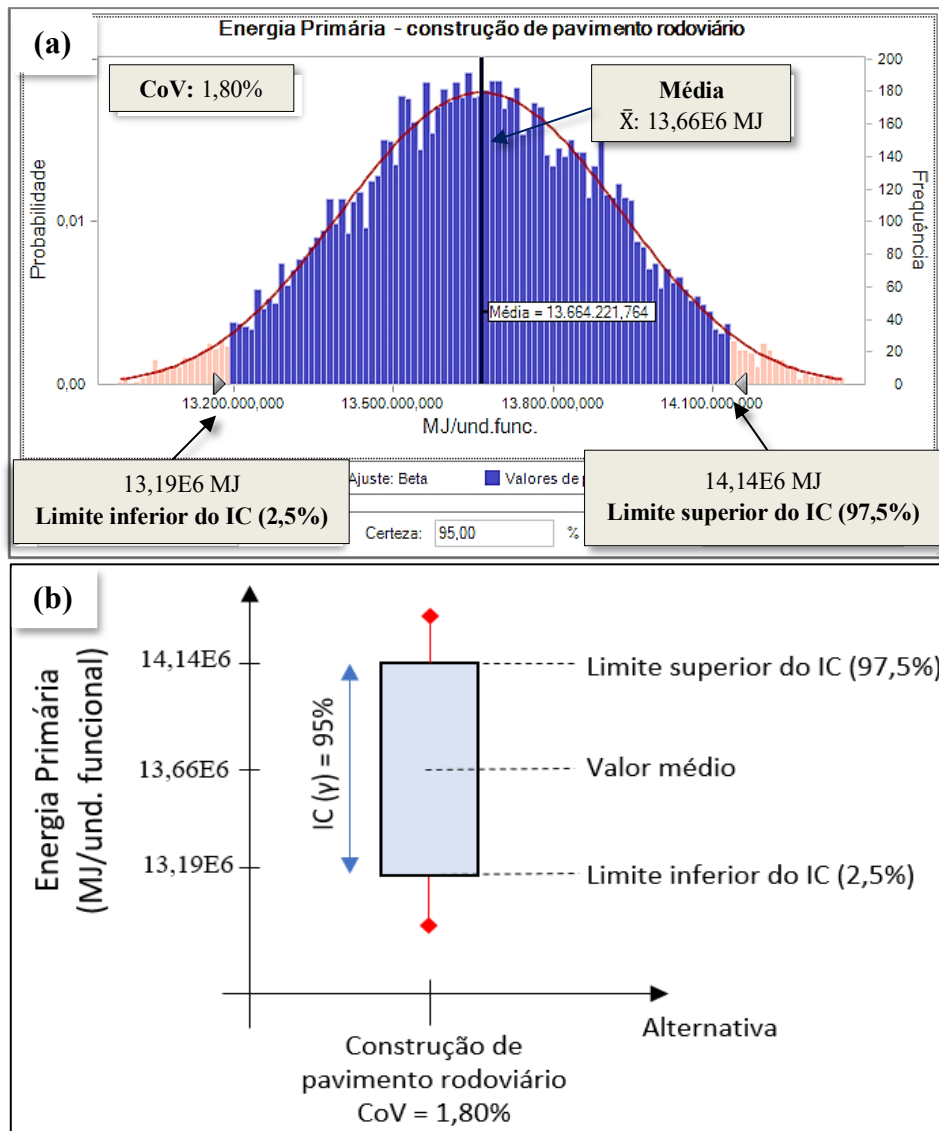 (a)
Energia Primária - construção de pavimento rodoviário
CoV: 1,80%
Média
X̄: 13,66E6 MJ
200
180
160
140
120
100
80
60
40
20
0
Frequência
Probabilidade
0,01
0,00
Média = 13.664.221,764
13.200.000,000
13.500.000,000
13.800.000,000
14.100.000,000
MJ/und.func.
13,19E6 MJ
Limite inferior do IC (2,5%)
14,14E6 MJ
Limite superior do IC (97,5%)
Ajuste: Beta
Valores de
Certeza: 95,00 %
(b)
Energia Primária
(MJ/und. funcional)
14,14E6
13,66E6
13,19E6
IC (γ) = 95%
Limite superior do IC (97,5%)
Valor médio
Limite inferior do IC (2,5%)
Alternativa
Construção de
pavimento rodoviário
CoV = 1,80%